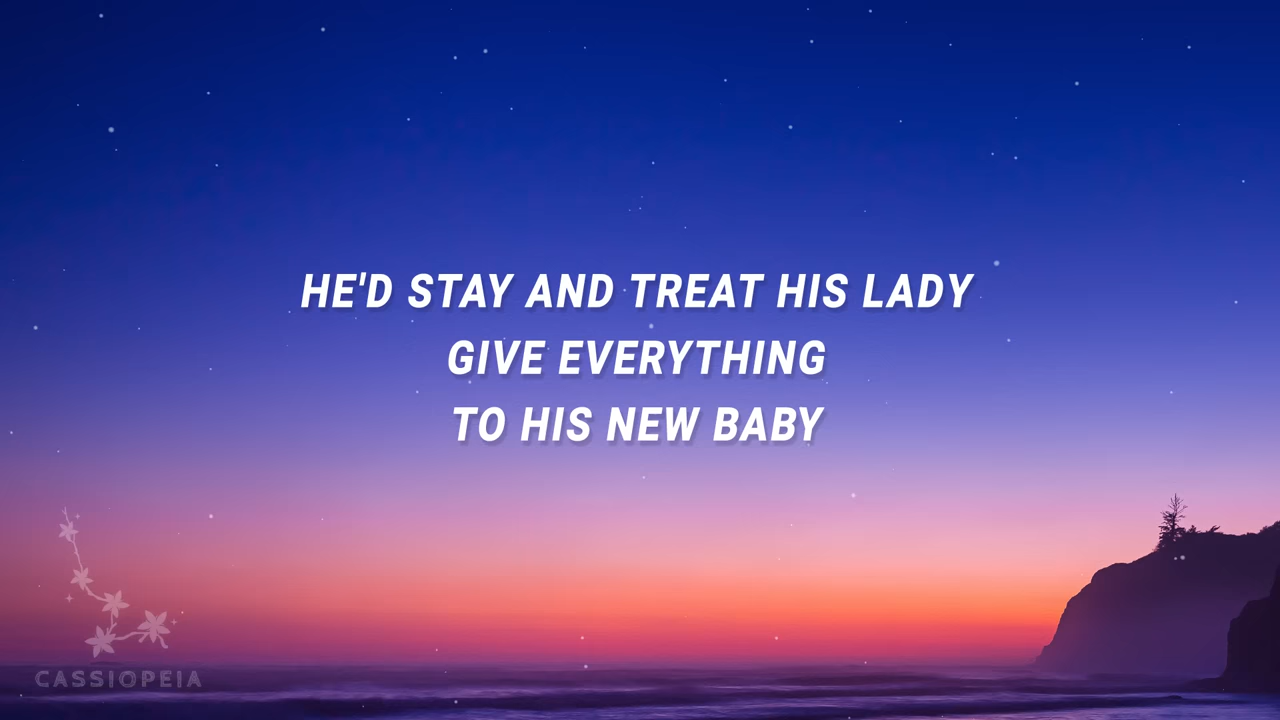 HE'D STAY AND TREAT HIS LADY
GIVE EVERYTHING
TO HIS NEW BABY
CASSIOPEIA